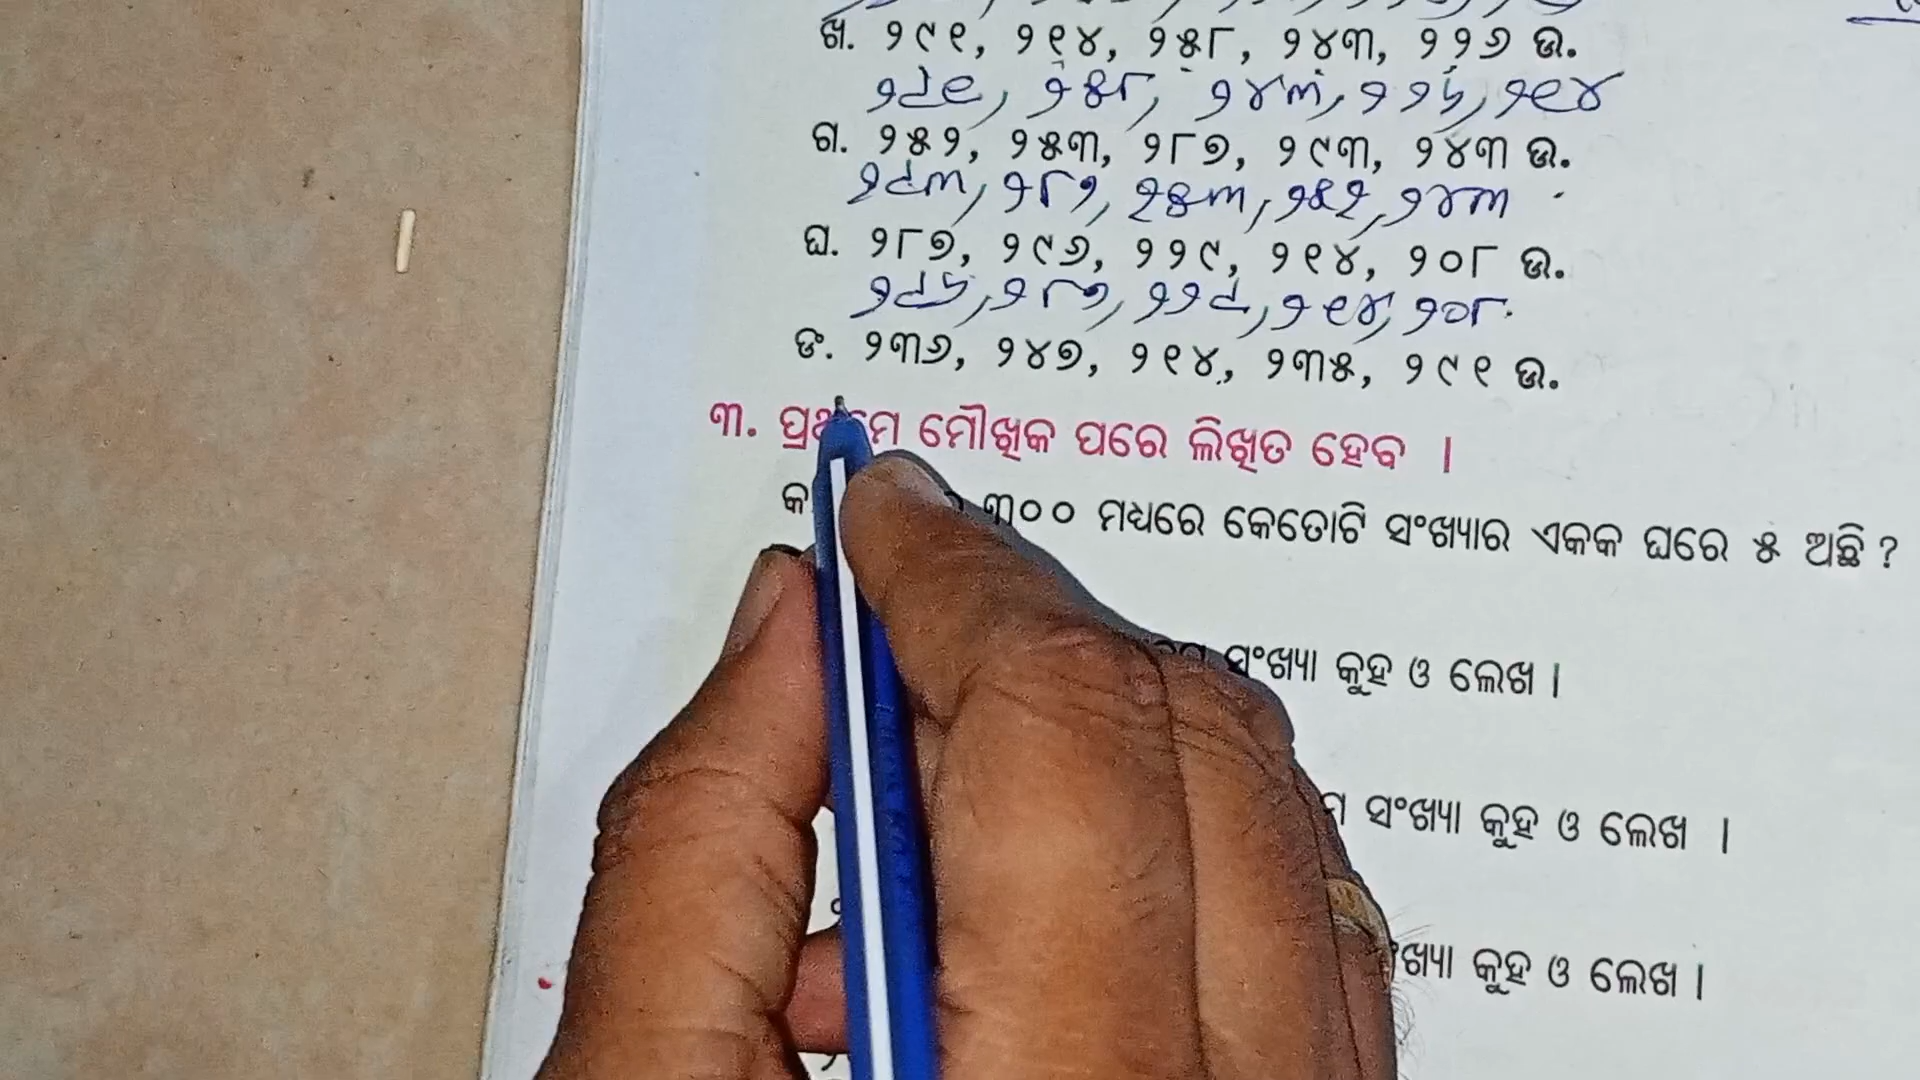 ଖ. ୨୯୧, ୨୧୪, ୨୫୮, ୨୪୩, ୨୨୬ ଉ.
୨୯୧, ୨୫୮, ୨୪୩, ୨୨୬, ୨୧୪
ଗ. ୨୫୨, ୨୫୩, ୨୮୭, ୨୯୩, ୨୪୩ ଉ.
୨୯୩, ୨୮୭, ୨୫୩, ୨୫୨, ୨୪୩
ଘ. ୨୮୭, ୨୯୬, ୨୨୯, ୨୧୪, ୨୦୮ ଉ.
୨୯୬, ୨୮୭, ୨୨୯, ୨୧୪, ୨୦୮
ଙ. ୨୩୬, ୨୪୭, ୨୧୪, ୨୩୫, ୨୯୧ ଉ.
୩. ମୌଖିକ ପରେ ଲିଖିତ ହେବ ।
କ ୩୦୦ ମଧ୍ୟରେ କେତୋଟି ସଂଖ୍ୟାର ଏକକ ଘରେ ୫ ଅଛି ?
ସଂଖ୍ୟା କୁହ ଓ ଲେଖ ।
ସଂଖ୍ୟା କୁହ ଓ ଲେଖ ।
କୁହ ଓ ଲେଖ ।